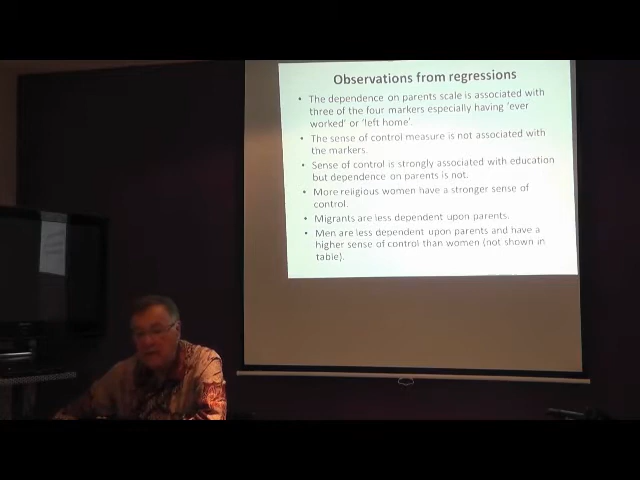 Observations from regressions
• The dependence on parents scale is associated with
three of the four markers especially having 'ever
worked' or 'left home'.
• The sense of control measure is not associated with
the markers.
• Sense of control is strongly associated with education
but dependence on parents is not.
• More religious women have a stronger sense of
control.
• Migrants are less dependent upon parents.
• Men are less dependent upon parents and have a
higher sense of control than women (not shown in
table).